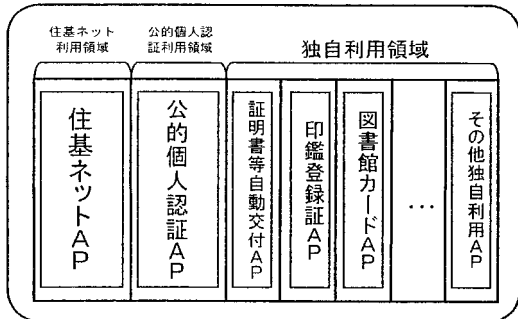 住基ネット
利用領域
公的個人認
証利用領域
独自利用領域
住基ネットAP
公的個人認証AP
証明書等自動交付AP
印鑑登録証AP
図書館カードAP
…
その他独自利用AP